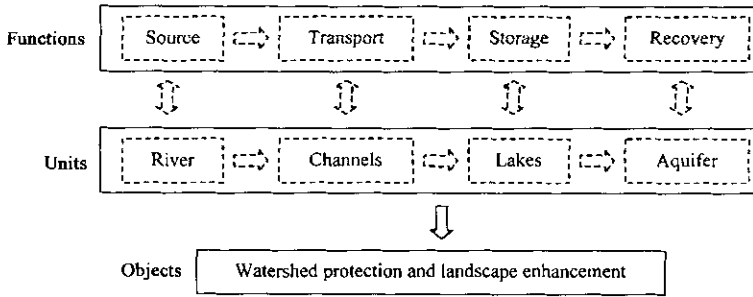 Functions Source Transport Storage Recovery
Units River Channels Lakes Aquifer
Objects Watershed protection and landscape enhancement